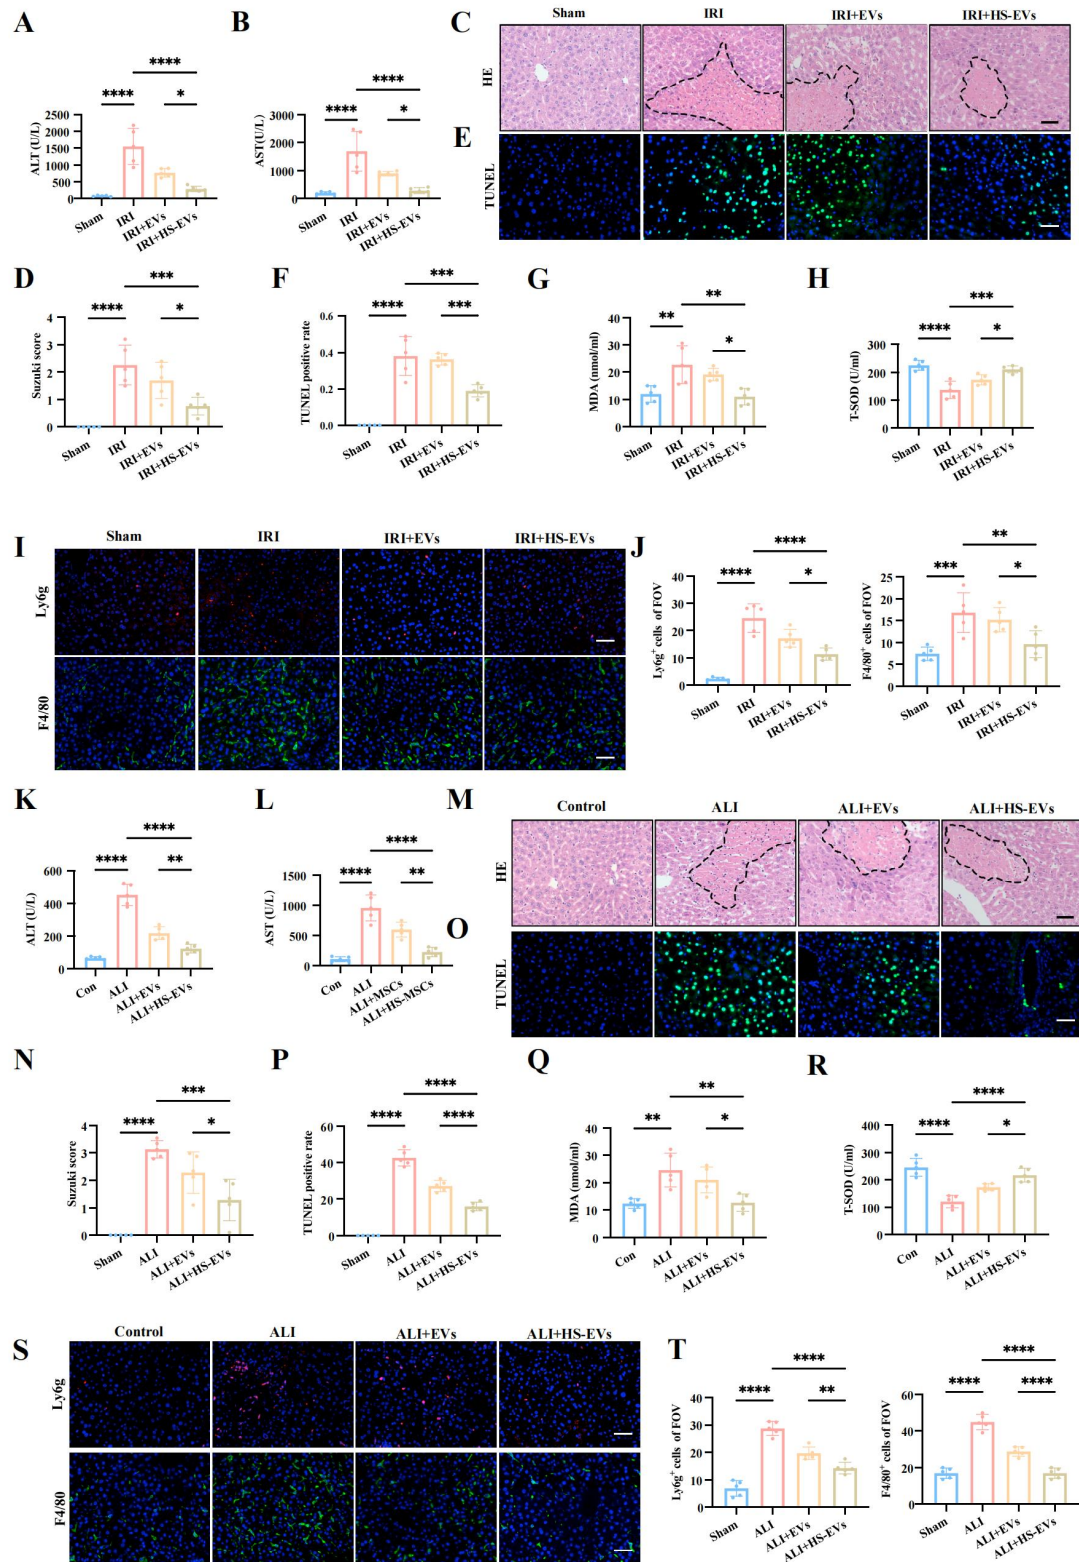 A
ALT (U/L)
2500
2000
1500
1000
500
0
****
****
*
Sham
IRI
IRI+EVs
IRI+HS-EVs
B
AST(U/L)
3000
2000
1000
0
****
****
*
Sham
IRI
IRI+EVs
IRI+HS-EVs
C
Sham
IRI
IRI+EVs
IRI+HS-EVs
HE
E
TUNEL
D
Suzuki score
4
3
2
1
0
***
****
*
Sham
IRI
IRI+EVs
IRI+HS-EVs
F
TUNEL positive rate
0.6
0.4
0.2
0.0
***
****
***
Sham
IRI
IRI+EVs
IRI+HS-EVs
G
MDA (nmol/ml)
40
30
20
10
0
**
**
*
Sham
IRI
IRI+EVs
IRI+HS-EVs
H
T-SOD (U/ml)
300
200
100
0
***
****
*
Sham
IRI
IRI+EVs
IRI+HS-EVs
I
Sham
IRI
IRI+EVs
IRI+HS-EVs
Ly6g
F4/80
J
Ly6g+ cells of FOV
40
30
20
10
0
****
****
*
Sham
IRI
IRI+EVs
IRI+HS-EVs
F4/80+ cells of FOV
25
20
15
10
5
0
**
***
*
Sham
IRI
IRI+EVs
IRI+HS-EVs
K
ALT (U/L)
600
400
200
0
****
****
**
Con
ALI
ALI+EVs
ALI+HS-EVs
L
AST (U/L)
1500
1000
500
0
****
****
**
Con
ALI
ALI+MSCs
ALI+HS-MSCs
M
Control
ALI
ALI+EVs
ALI+HS-EVs
HE
O
TUNEL
N
Suzuki score
4
3
2
1
0
***
****
*
Sham
ALI
ALI+EVs
ALI+HS-EVs
P
TUNEL positive rate
60
40
20
0
****
****
****
Sham
ALI
ALI+EVs
ALI+HS-EVs
Q
MDA (nmol/ml)
40
30
20
10
0
**
**
*
Con
ALI
ALI+EVs
ALI+HS-EVs
R
T-SOD (U/ml)
400
300
200
100
0
****
****
*
Con
ALI
ALI+EVs
ALI+HS-EVs
S
Control
ALI
ALI+EVs
ALI+HS-EVs
Ly6g
F4/80
T
Ly6g+ cells of FOV
40
30
20
10
0
****
****
**
Sham
ALI
ALI+EVs
ALI+HS-EVs
F4/80+ cells of FOV
60
40
20
0
****
****
****
Sham
ALI
ALI+EVs
ALI+HS-EVs